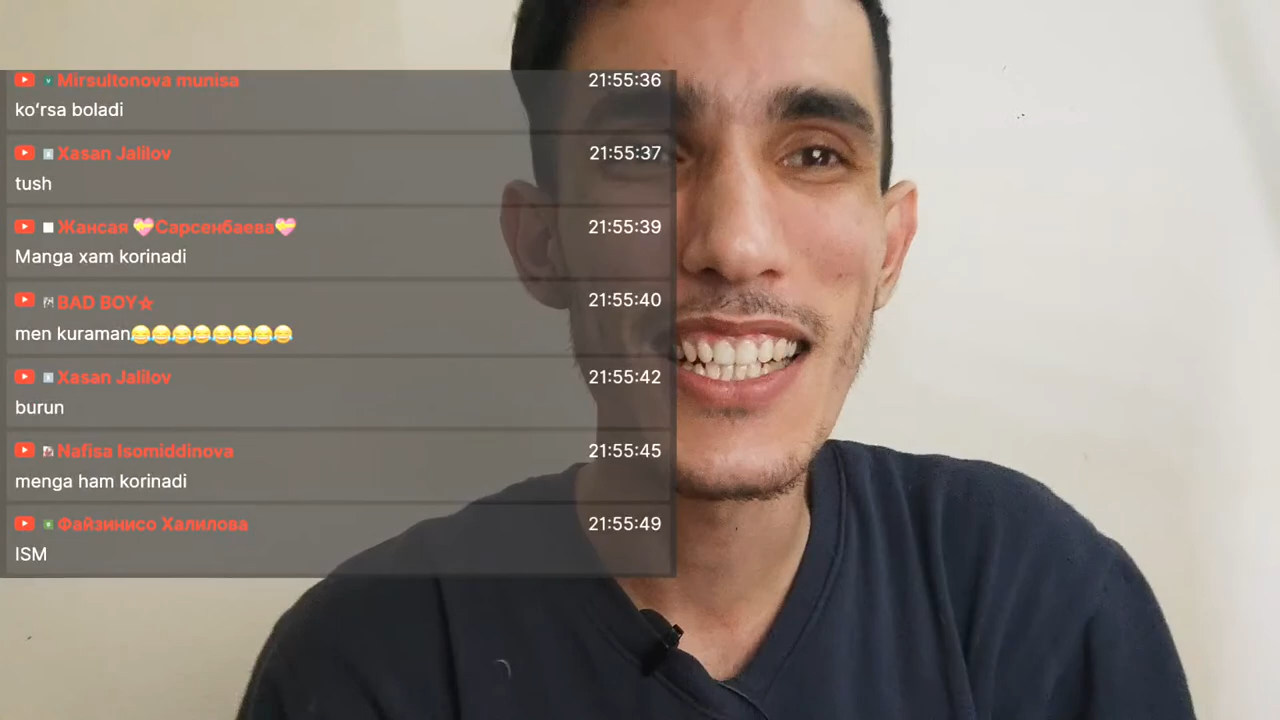 Mirsultonova munisa 21:55:36
ko‘rsa boladi
Xasan Jalilov 21:55:37
tush
Жансая 💝Сарсенбаева💝 21:55:39
Manga xam korinadi
BAD BOY☆ 21:55:40
men kuraman😂😂😂😂😂😂😂😂
Xasan Jalilov 21:55:42
burun
Nafisa Isomiddinova 21:55:45
menga ham korinadi
Файзинисо Халилова 21:55:49
ISM